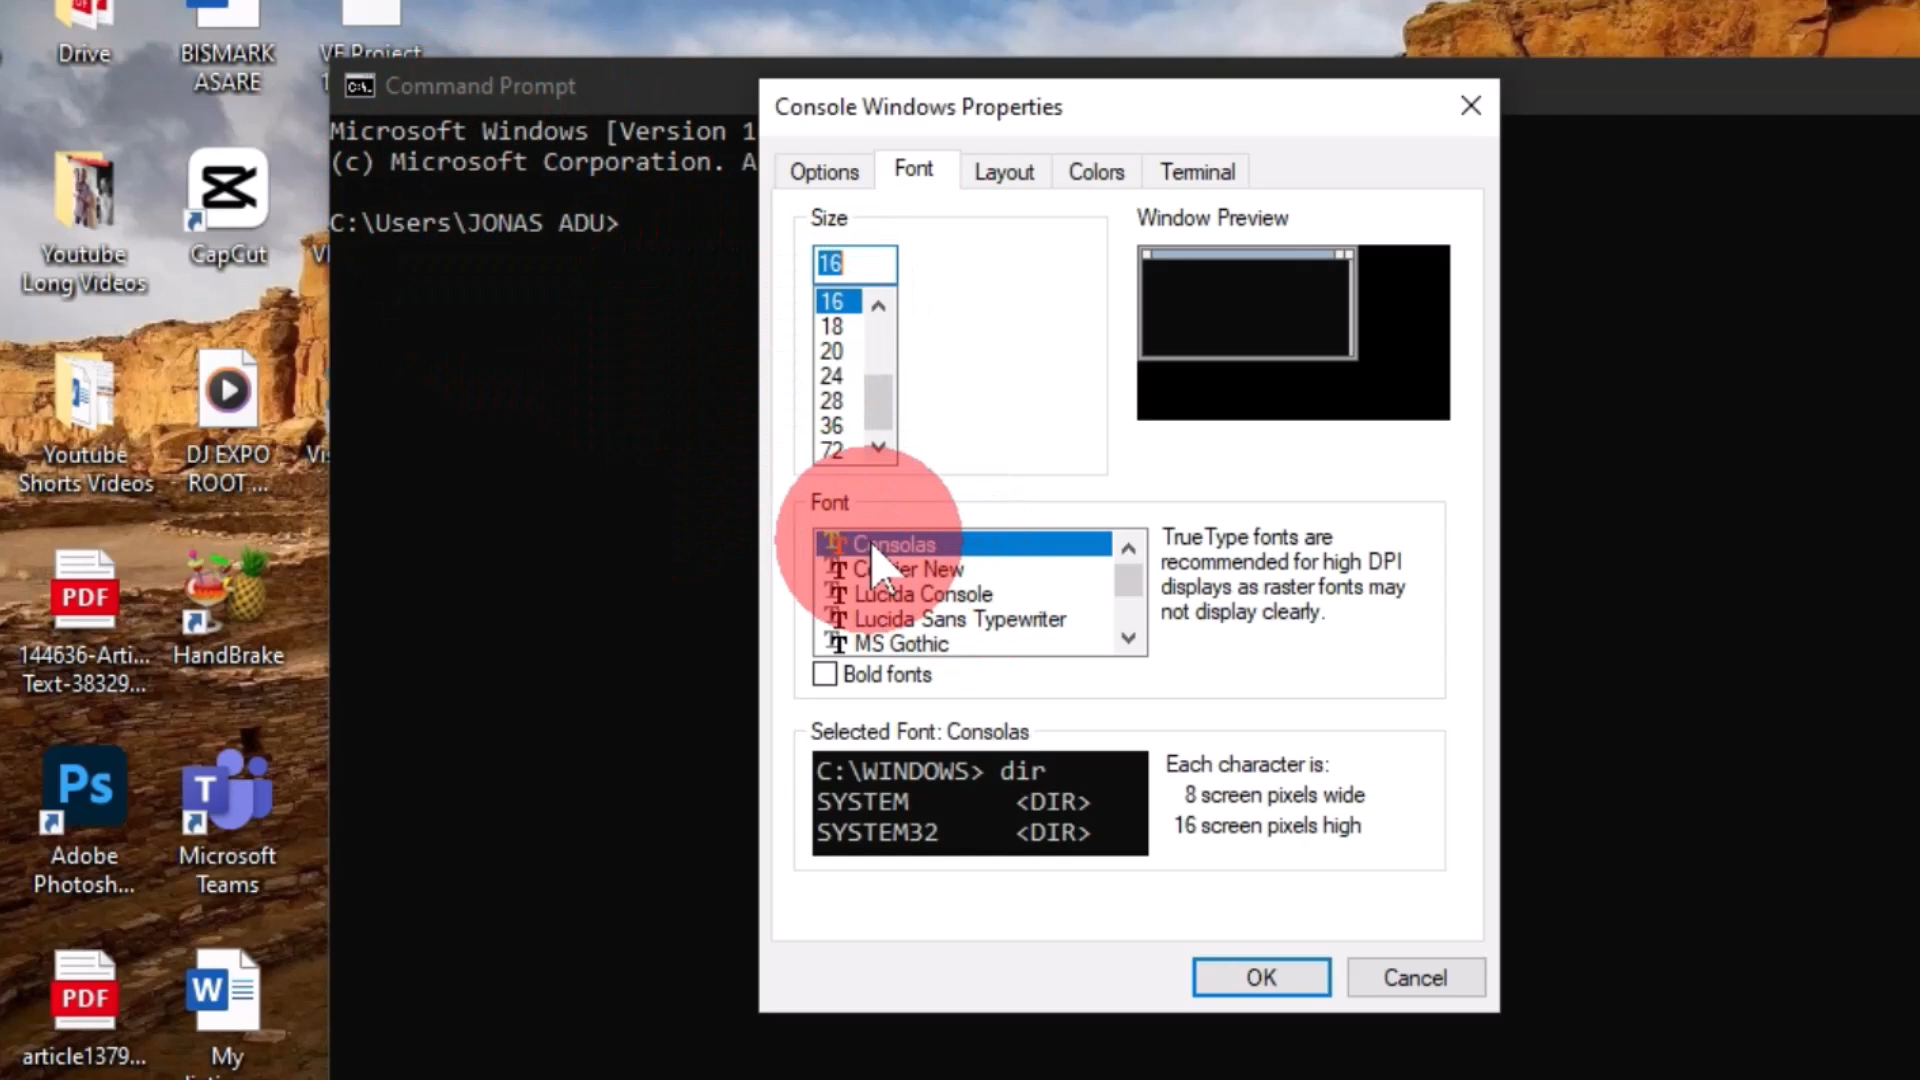 Drive
BISMARK
ASARE
VF Project
Youtube
Long Videos
CapCut
Youtube
Shorts Videos
DJ EXPO
ROOT ...
144636-Arti...
Text-38329...
HandBrake
Adobe
Photosh...
Microsoft
Teams
article1379...
My
PDF
PDF
Ps
T
W
C:\.
Command Prompt
Microsoft Windows [Version 1
(c) Microsoft Corporation. A
C:\Users\JONAS ADU>
Console Windows Properties
Options
Font
Layout
Colors
Terminal
Size
16
16
18
20
24
28
36
72
Window Preview
Font
Consolas
Courier New
Lucida Console
Lucida Sans Typewriter
MS Gothic
Bold fonts
TrueType fonts are
recommended for high DPI
displays as raster fonts may
not display clearly.
Selected Font: Consolas
C:\WINDOWS> dir
SYSTEM <DIR>
SYSTEM32 <DIR>
Each character is:
8 screen pixels wide
16 screen pixels high
OK
Cancel